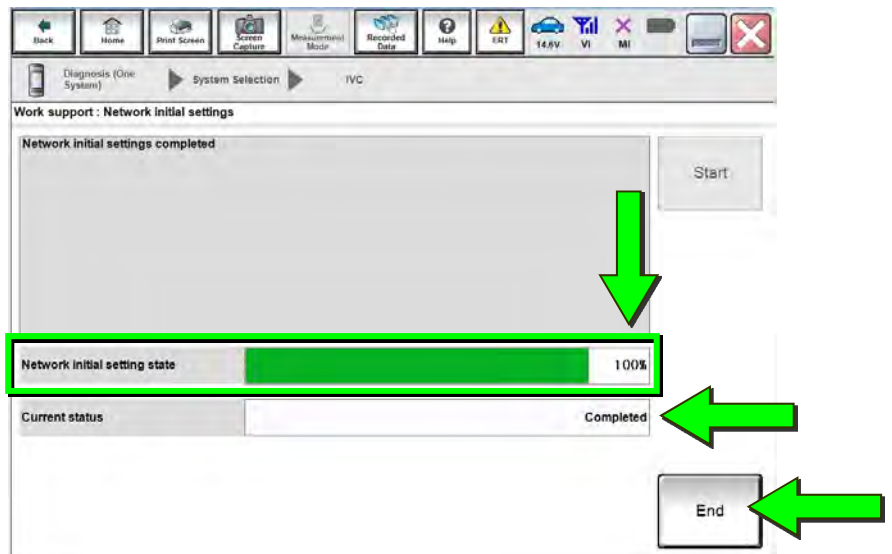 Back
Home
Print Screen
Screen Capture
Measurement Mode
Recorded Data
Help
ERT
14.6V
VI
MI
Diagnosis (One System)
System Selection
IVC
Work support : Network initial settings
Network initial settings completed
Start
Network initial setting state
100%
Current status
Completed
End